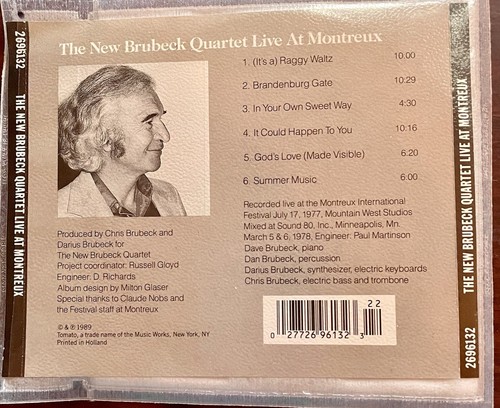 The New Brubeck Quartet Live At Montreux
1. (It's a) Raggy Waltz 10:00
2. Brandenburg Gate 10:29
3. In Your Own Sweet Way 4:30
4. It Could Happen To You 10:16
5. God's Love (Made Visible) 6:20
6. Summer Music 6:00
Recorded live at the Montreux International
Festival July 17, 1977, Mountain West Studios
Mixed at Sound 80, Inc., Minneapolis, Mn.
March 5 & 6, 1978, Engineer: Paul Martinson
Dave Brubeck, piano
Dan Brubeck, percussion
Darius Brubeck, synthesizer, electric keyboards
Chris Brubeck, electric bass and trombone
Produced by Chris Brubeck and
Darius Brubeck for
The New Brubeck Quartet
Project coordinator: Russell Gloyd
Engineer: D. Richards
Album design by Milton Glaser
Special thanks to Claude Nobs and
the Festival staff at Montreux
© & ℗ 1989
Tomato, a trade name of the Music Works, New York, NY
Printed in Holland
22
0 27726 96132 3
2696132
THE NEW BRUBECK QUARTET LIVE AT MONTREUX
THE NEW BRUBECK QUARTET LIVE AT MONTREUX
2696132